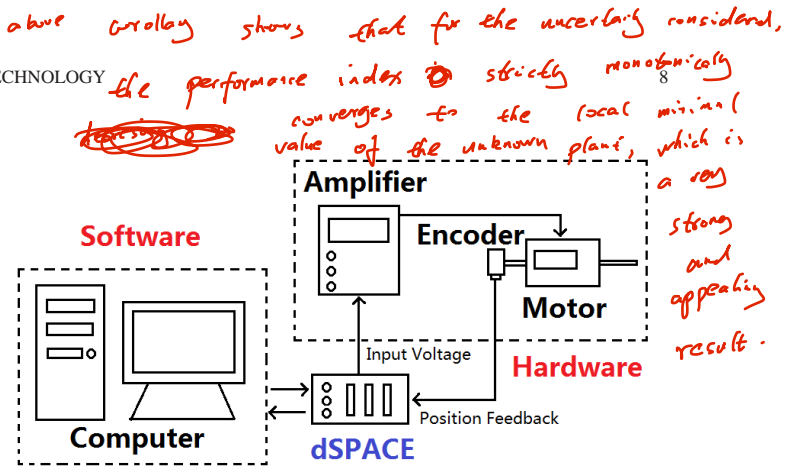 above corollary shows that for the uncertainty considered,
ECHNOLOGY
8
the performance index strictly monotonically
converges to the local minimal
value of the unknown plant, which is
a very
strong
and
appealing
result.
Amplifier
Software
Encoder
Motor
Input Voltage
Hardware
Position Feedback
Computer
dSPACE